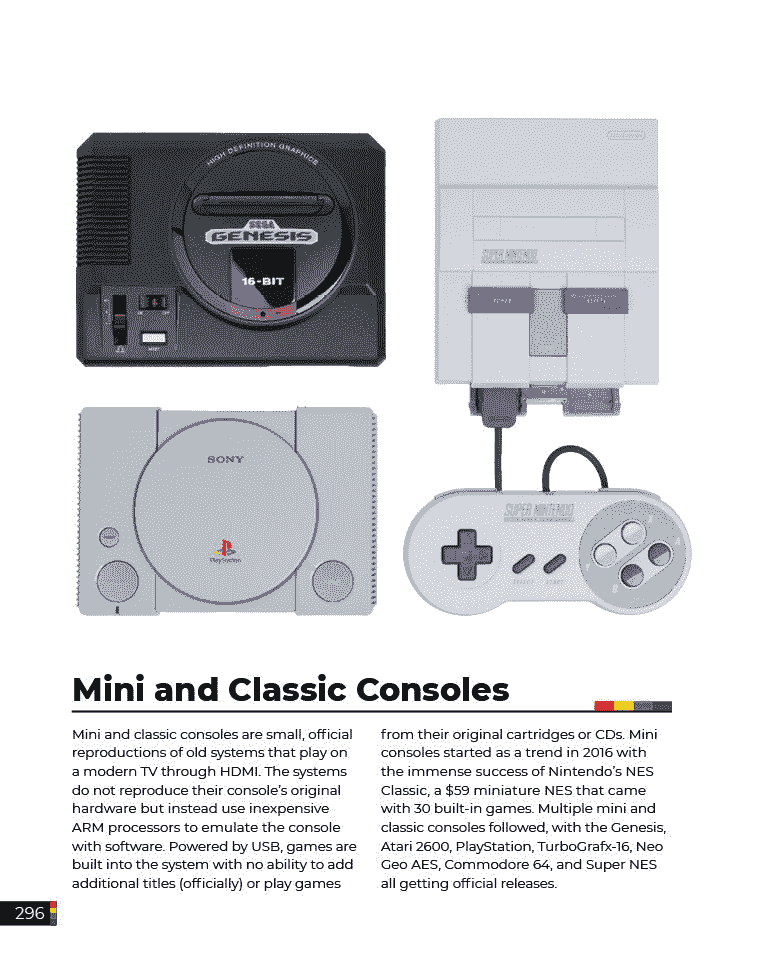 HIGH DEFINITION GRAPHICS
SEGA
GENESIS
16-BIT
SUPER NINTENDO
SONY
PlayStation
SUPER NINTENDO
Mini and Classic Consoles
Mini and classic consoles are small, official
reproductions of old systems that play on
a modern TV through HDMI. The systems
do not reproduce their console’s original
hardware but instead use inexpensive
ARM processors to emulate the console
with software. Powered by USB, games are
built into the system with no ability to add
additional titles (officially) or play games
from their original cartridges or CDs. Mini
consoles started as a trend in 2016 with
the immense success of Nintendo’s NES
Classic, a $59 miniature NES that came
with 30 built-in games. Multiple mini and
classic consoles followed, with the Genesis,
Atari 2600, PlayStation, TurboGrafx-16, Neo
Geo AES, Commodore 64, and Super NES
all getting official releases.
296